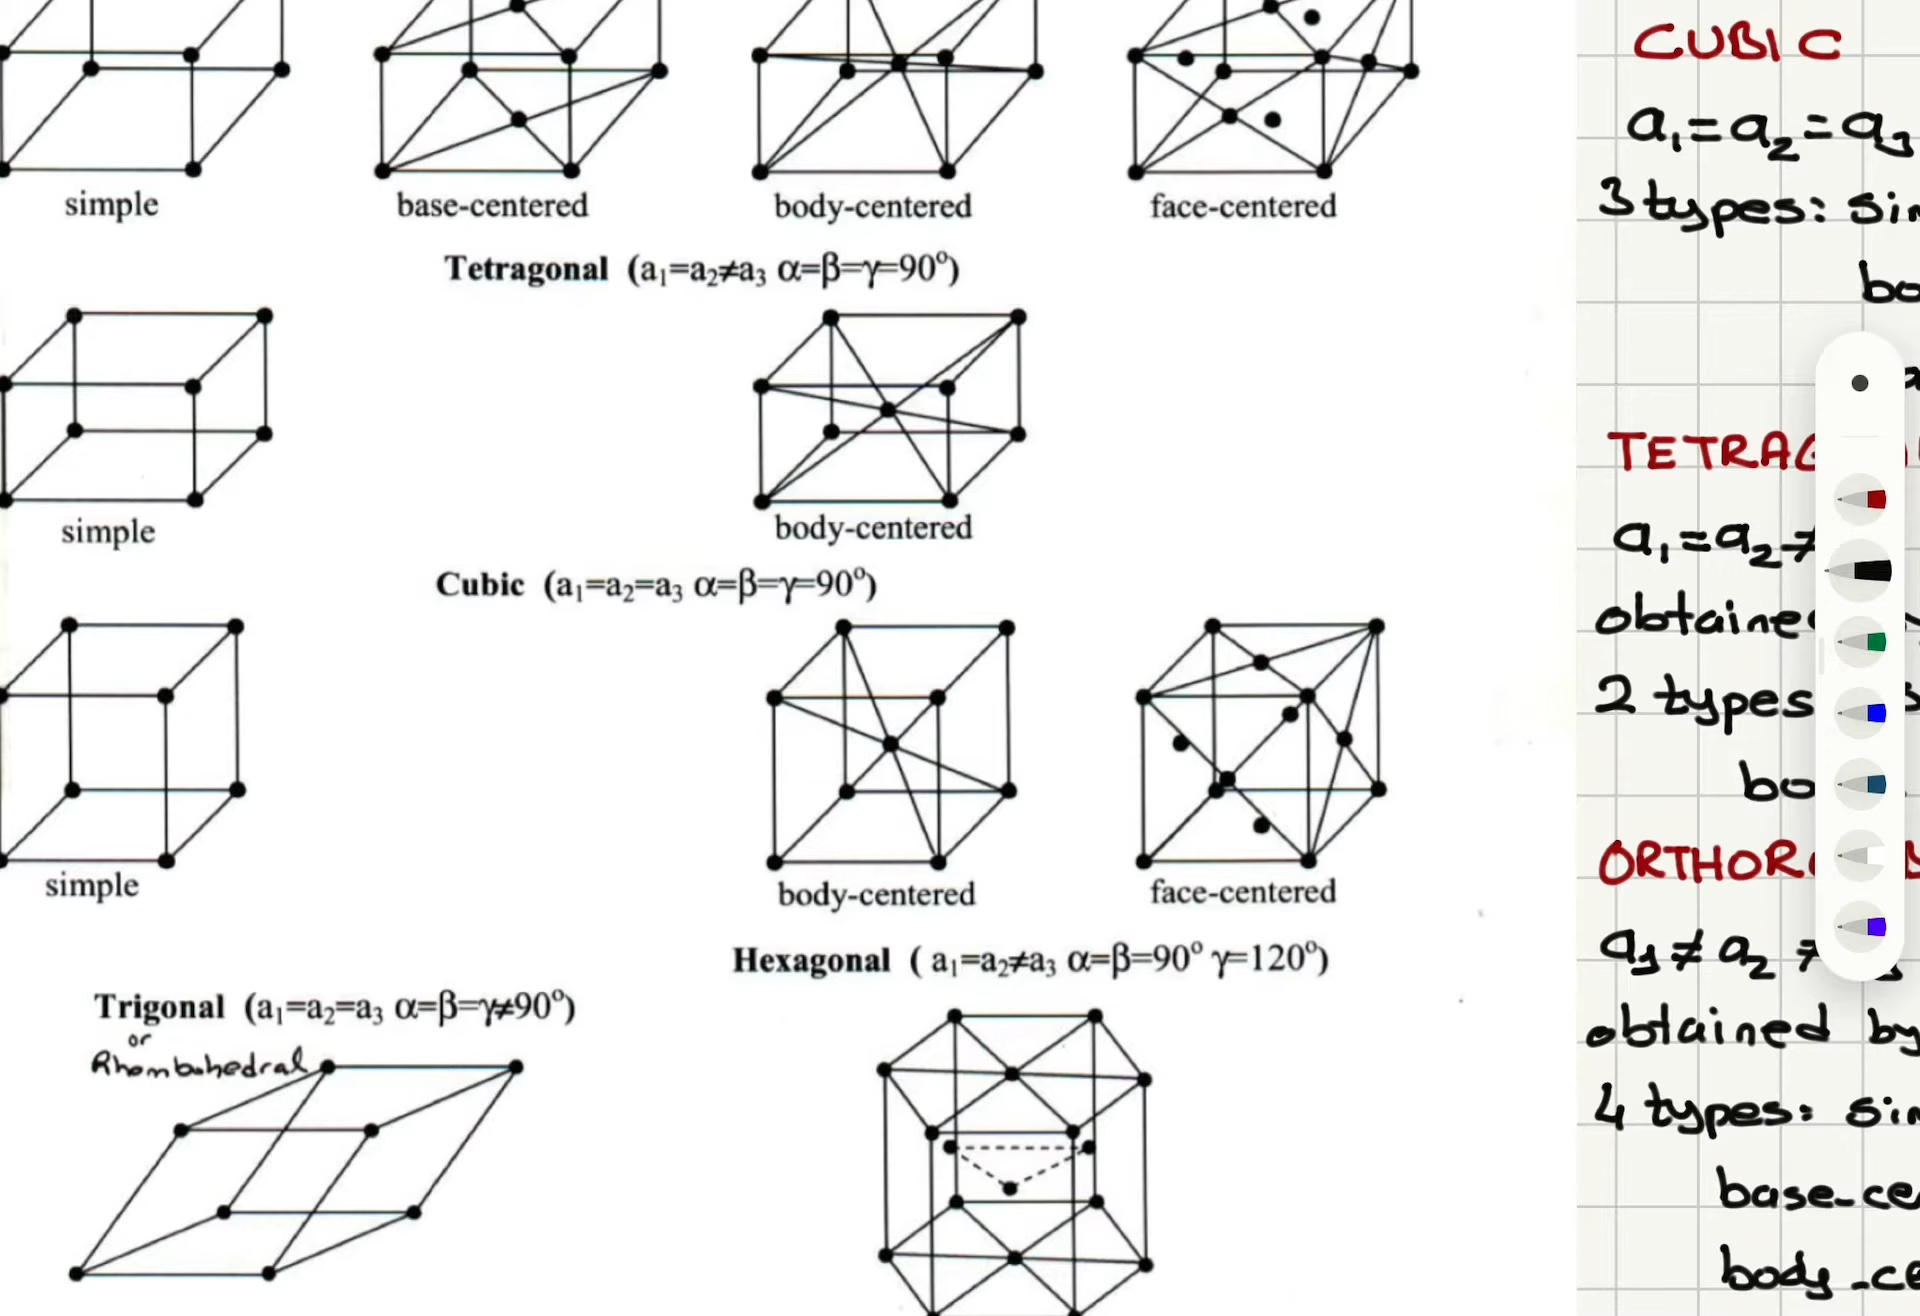 simple base-centered body-centered face-centered
Tetragonal (a₁=a₂≠a₃ α=β=γ=90°)
simple body-centered
Cubic (a₁=a₂=a₃ α=β=γ=90°)
simple body-centered face-centered
Hexagonal ( a₁=a₂≠a₃ α=β=90° γ=120°)
Trigonal (a₁=a₂=a₃ α=β=γ≠90°)
or
Rhombohedral
CUBIC
a₁=a₂=a₃
3 types:
TETRAG
a₁=a₂≠
obtained
2 types
ORTHOR
a₁≠a₂≠
obtained by
4 types:
base-ce
body-ce